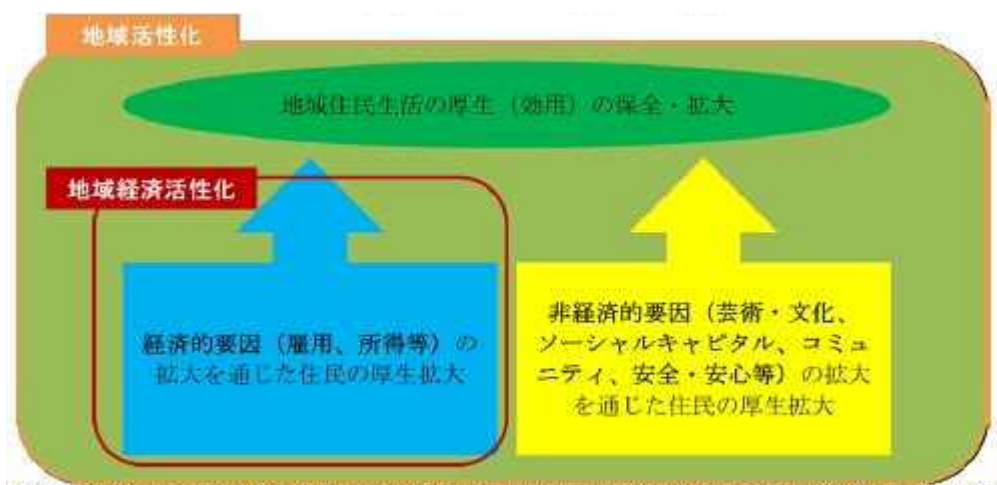 地域活性化
地域住民生活の厚生（効用）の保全・拡大
地域経済活性化
経済的要因（雇用、所得等）の
拡大を通じた住民の厚生拡大
非経済的要因（芸術・文化、
ソーシャルキャピタル、コミュ
ニティ、安全・安心等）の拡大
を通じた住民の厚生拡大